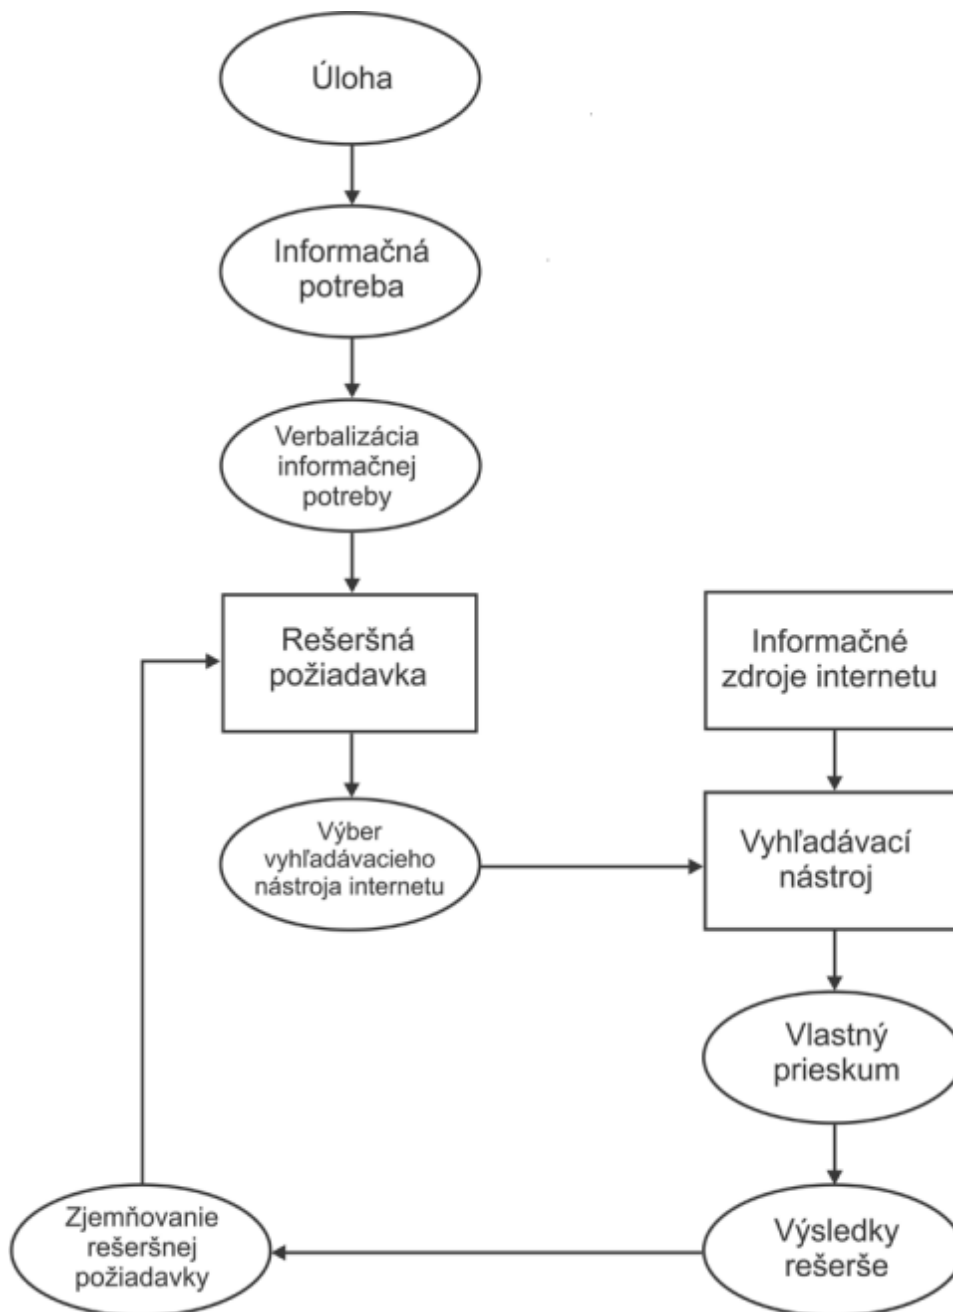 Úloha
Informačná
potreba
Verbalizácia
informačnej
potreby
Rešeršná
požiadavka
Informačné
zdroje internetu
Výber
vyhľadávacieho
nástroja internetu
Vyhľadávací
nástroj
Vlastný
prieskum
Výsledky
rešerše
Zjemňovanie
rešeršnej
požiadavky